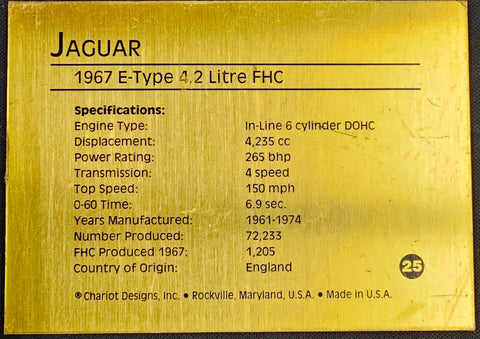 JAGUAR
1967 E-Type 4.2 Litre FHC
Specifications:
Engine Type: In-Line 6 cylinder DOHC
Displacement: 4,235 cc
Power Rating: 265 bhp
Transmission: 4 speed
Top Speed: 150 mph
0-60 Time: 6.9 sec.
Years Manufactured: 1961-1974
Number Produced: 72,233
FHC Produced 1967: 1,205
Country of Origin: England
25
® Chariot Designs, Inc. • Rockville, Maryland, U.S.A. • Made in U.S.A.